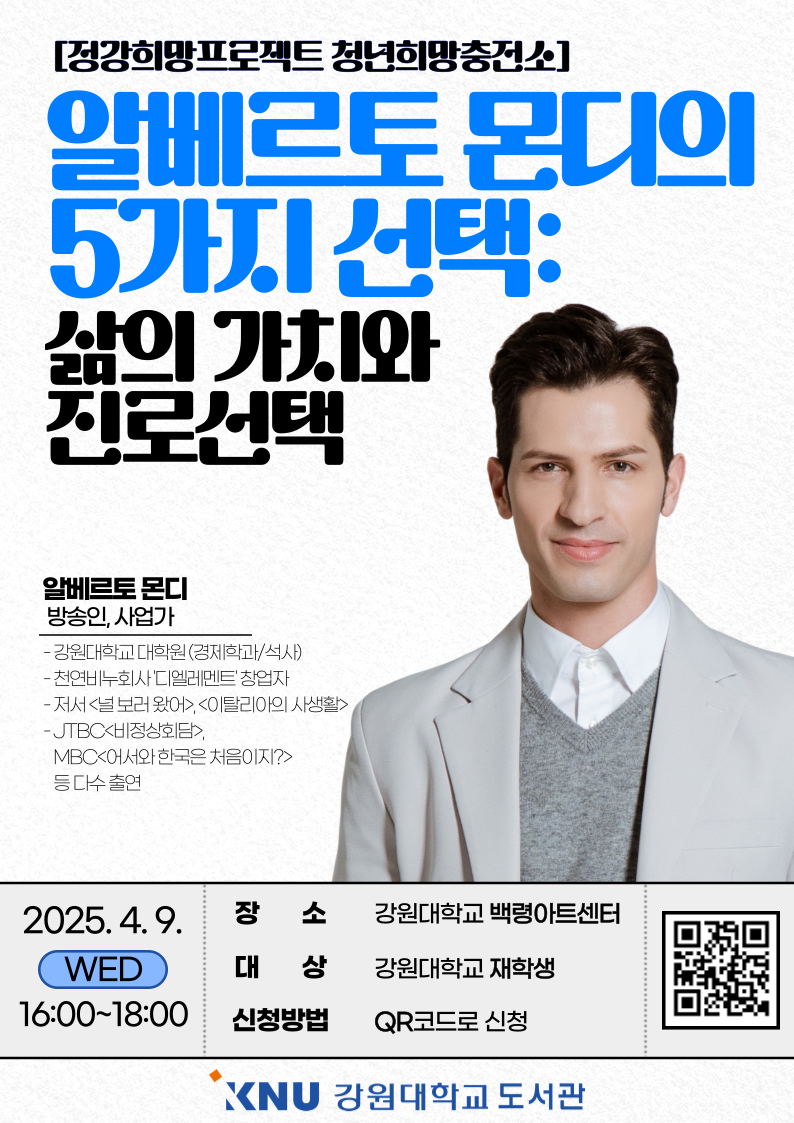 [정강희망프로젝트 청년희망충전소]
알베르토 몬디의
5가지 선택:
삶의 가치와
진로선택
알베르토 몬디
방송인, 사업가
- 강원대학교 대학원 (경제학과/석사)
- 천연비누회사 '디엘레멘트' 창업자
- 저서 <널 보러 왔어>, <이탈리아의 사생활>
- JTBC<비정상회담>,
MBC<어서와 한국은 처음이지?>
등 다수 출연
2025. 4. 9.
WED
16:00~18:00
장 소 강원대학교 백령아트센터
대 상 강원대학교 재학생
신청방법 QR코드로 신청
KNU 강원대학교 도서관